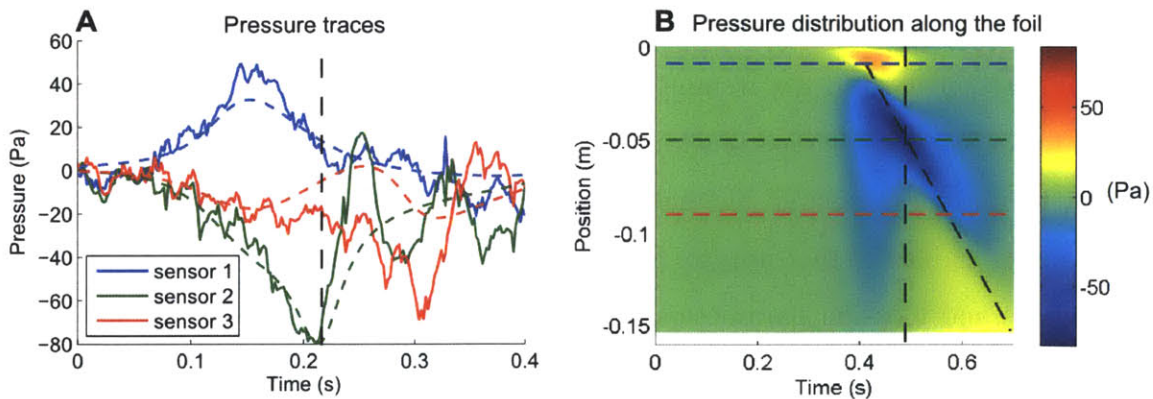 A
Pressure traces
60
40
20
0
−20
−40
−60
−80
Pressure (Pa)
sensor 1
sensor 2
sensor 3
0
0.1
0.2
0.3
0.4
Time (s)
B
Pressure distribution along the foil
0
-0.05
-0.1
-0.15
Position (m)
0
0.2
0.4
0.6
Time (s)
50
0
-50
(Pa)